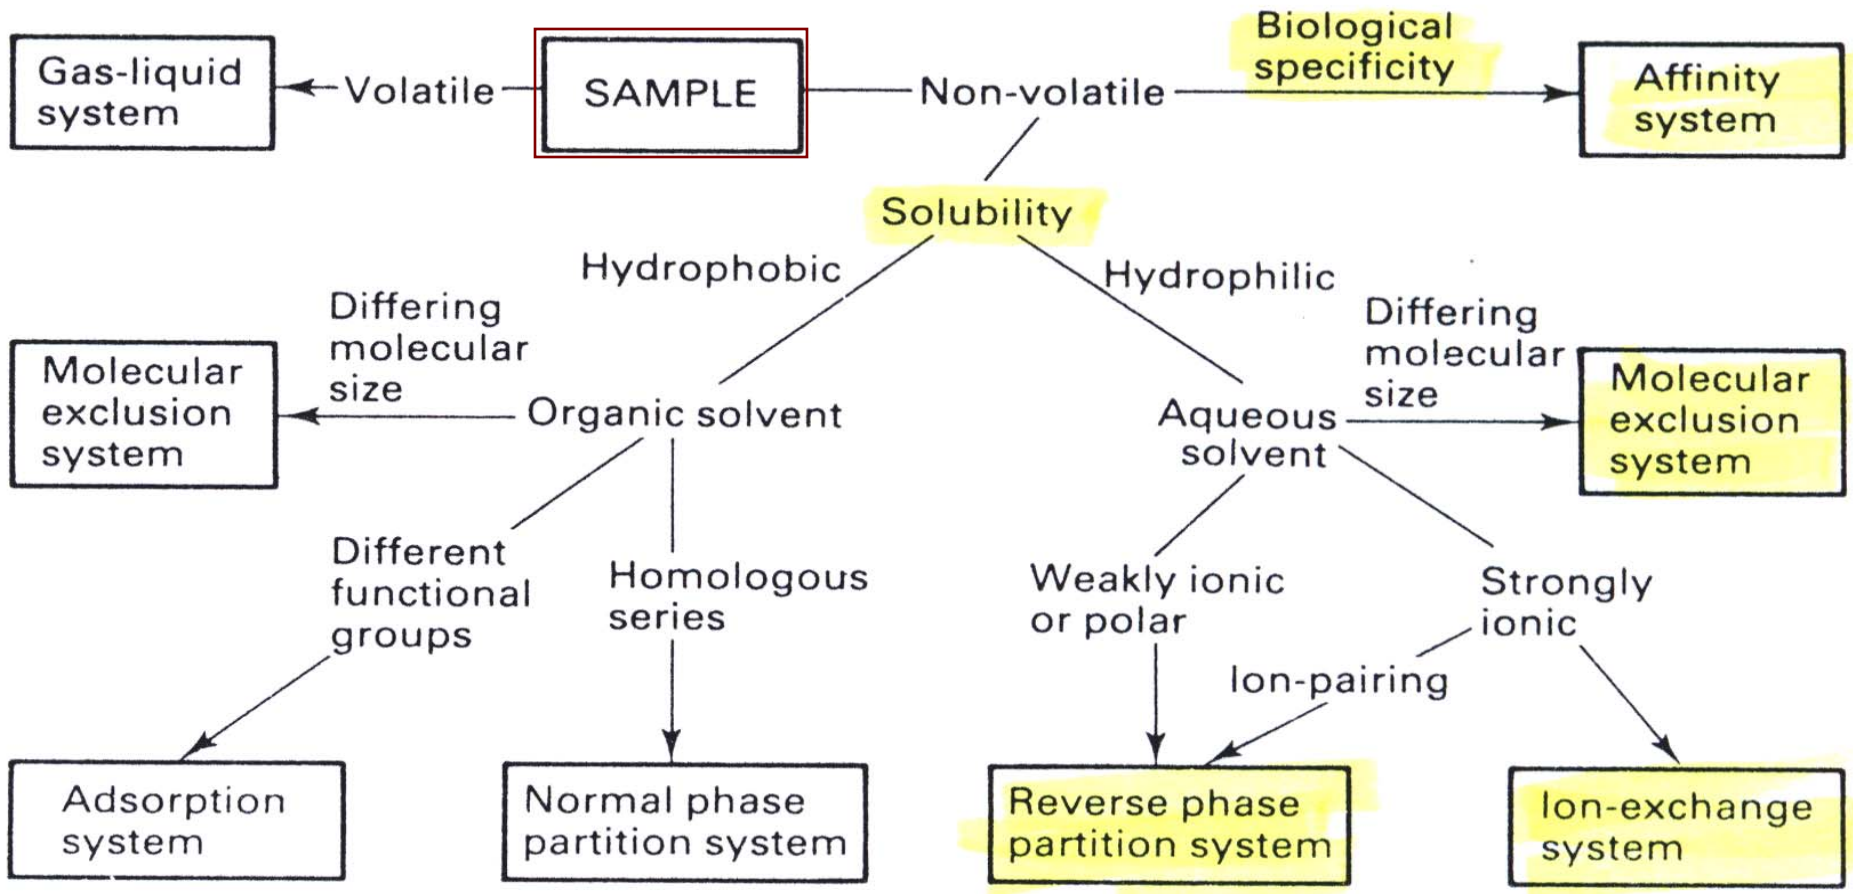 Gas-liquid
system
Volatile
SAMPLE
Non-volatile
Biological
specificity
Affinity
system
Solubility
Hydrophobic
Hydrophilic
Differing
molecular
size
Molecular
exclusion
system
Organic solvent
Aqueous
solvent
Differing
molecular
size
Molecular
exclusion
system
Different
functional
groups
Homologous
series
Weakly ionic
or polar
Strongly
ionic
Ion-pairing
Adsorption
system
Normal phase
partition system
Reverse phase
partition system
Ion-exchange
system